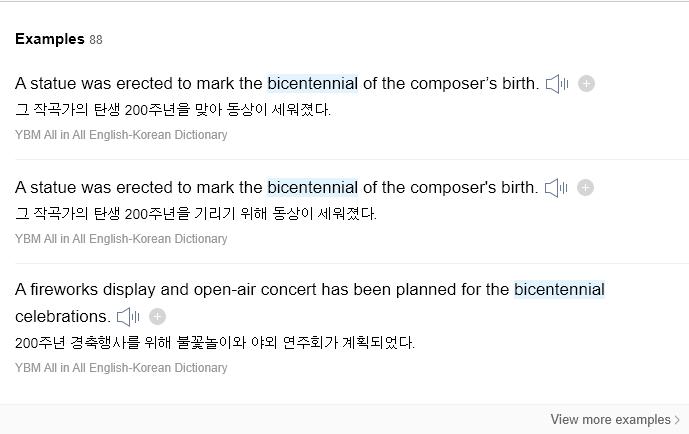 Examples 88
A statue was erected to mark the bicentennial of the composer’s birth.
그 작곡가의 탄생 200주년을 맞아 동상이 세워졌다.
YBM All in All English-Korean Dictionary
A statue was erected to mark the bicentennial of the composer's birth.
그 작곡가의 탄생 200주년을 기리기 위해 동상이 세워졌다.
YBM All in All English-Korean Dictionary
A fireworks display and open-air concert has been planned for the bicentennial
celebrations.
200주년 경축행사를 위해 불꽃놀이와 야외 연주회가 계획되었다.
YBM All in All English-Korean Dictionary
View more examples